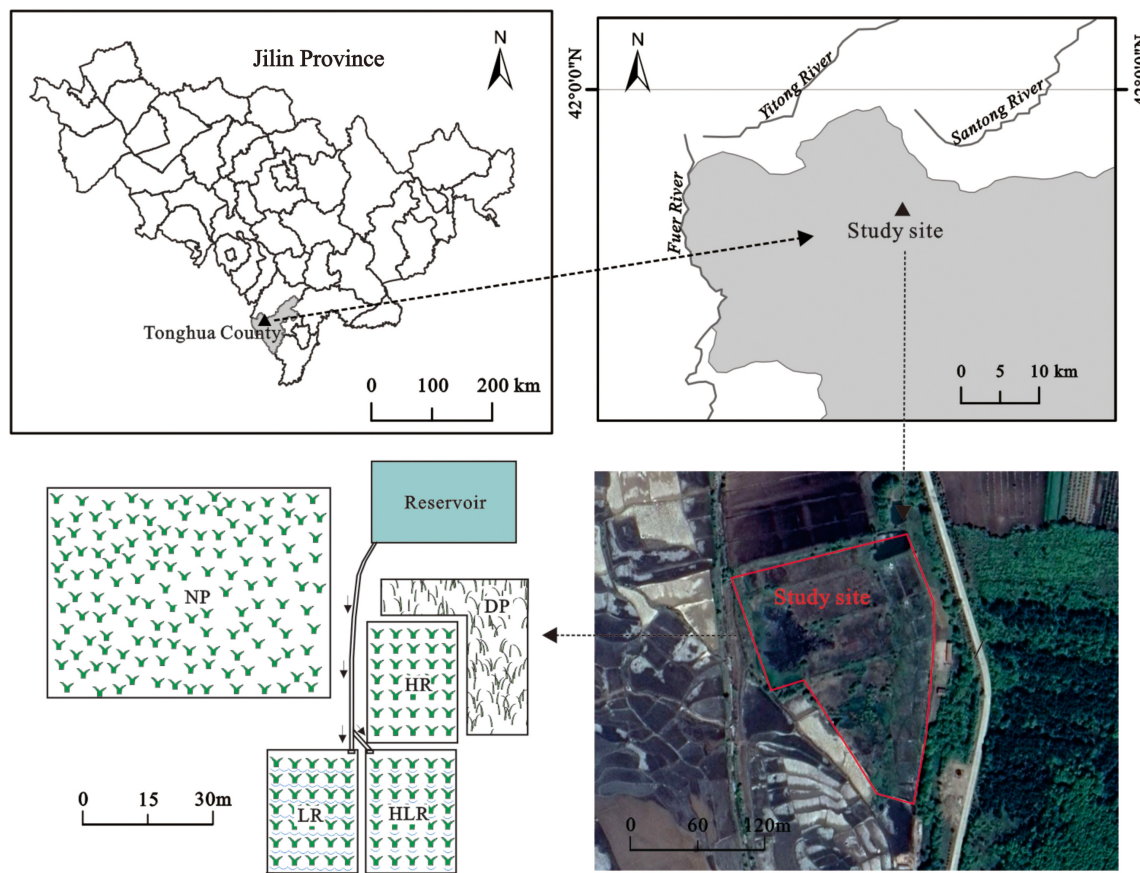 Jilin Province
N
Tonghua County
0 100 200 km
N
42°0'0"N
42°0'0"N
Yitong River
Santong River
Fuer River
Study site
0 5 10 km
Reservoir
NP
DP
HR
LR
HLR
0 15 30m
Study site
0 60 120m